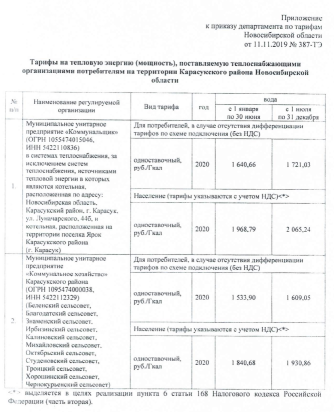 Приложение
к приказу департамента по тарифам
Новосибирской области
от 11.11.2019 № 387-ТЭ
Тарифы на тепловую энергию (мощность), поставляемую теплоснабжающими
организациями потребителям на территории Карасукского района Новосибирской
области
№ п/п
Наименование регулируемой
организации
Вид тарифа
год
вода
с 1 января
по 30 июня
с 1 июля
по 31 декабря
1.
Муниципальное унитарное
предприятие «Коммунальщик»
(ОГРН 1055474015046,
ИНН 5422110836)
в системах теплоснабжения, за
исключением систем
теплоснабжения, источниками
тепловой энергии в которых
являются котельная,
расположенная по адресу:
Новосибирская область,
Карасукский район, г. Карасук,
ул. Луначарского, 44б, и
котельная, расположенная на
территории поселка Ярок
Карасукского района
(г. Карасук)
Для потребителей, в случае отсутствия дифференциации
тарифов по схеме подключения (без НДС)
одноставочный,
руб./Гкал
2020
1 640,66
1 721,03
Население (тарифы указываются с учетом НДС)<*>
одноставочный,
руб./Гкал
2020
1 968,79
2 065,24
2.
Муниципальное унитарное
предприятие
«Коммунальное хозяйство»
Карасукского района
(ОГРН 1095474000038,
ИНН 5422112329)
(Беленский сельсовет,
Благодатский сельсовет,
Знаменский сельсовет,
Ирбизинский сельсовет,
Калиновский сельсовет,
Михайловский сельсовет,
Октябрьский сельсовет,
Студеновский сельсовет,
Троицкий сельсовет,
Хорошинский сельсовет,
Чернокурьинский сельсовет)
Для потребителей, в случае отсутствия дифференциации
тарифов по схеме подключения (без НДС)
одноставочный,
руб./Гкал
2020
1 533,90
1 609,05
Население (тарифы указываются с учетом НДС)<*>
одноставочный,
руб./Гкал
2020
1 840,68
1 930,86
<*> выделяется в целях реализации пункта 6 статьи 168 Налогового кодекса Российской
Федерации (часть вторая).